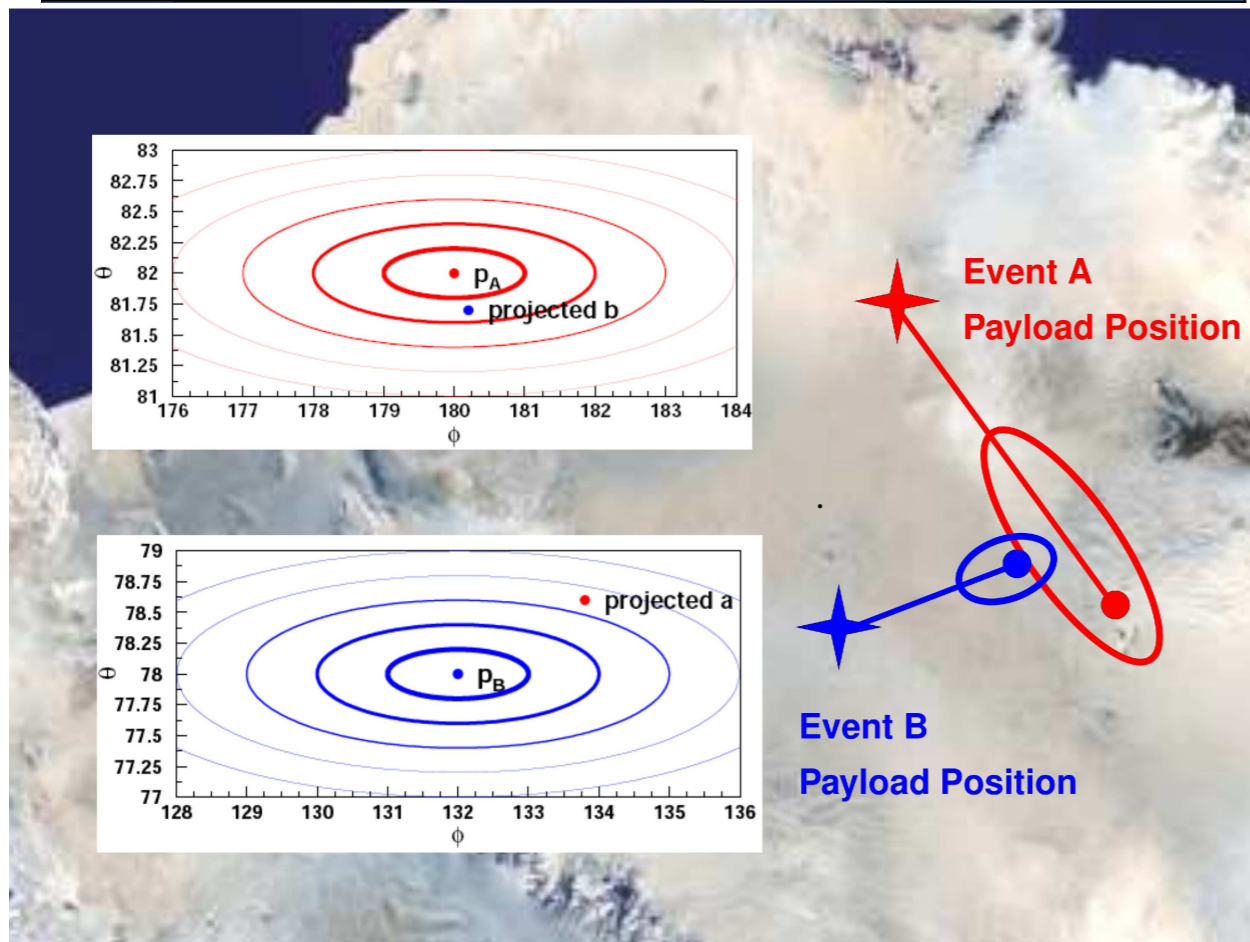 83
82.75
82.5
82.25
82
81.75
81.5
81.25
81
θ
p_A
projected b
176 177 178 179 180 181 182 183 184
ϕ
Event A
Payload Position
79
78.75
78.5
78.25
78
77.75
77.5
77.25
77
θ
projected a
p_B
128 129 130 131 132 133 134 135 136
ϕ
Event B
Payload Position